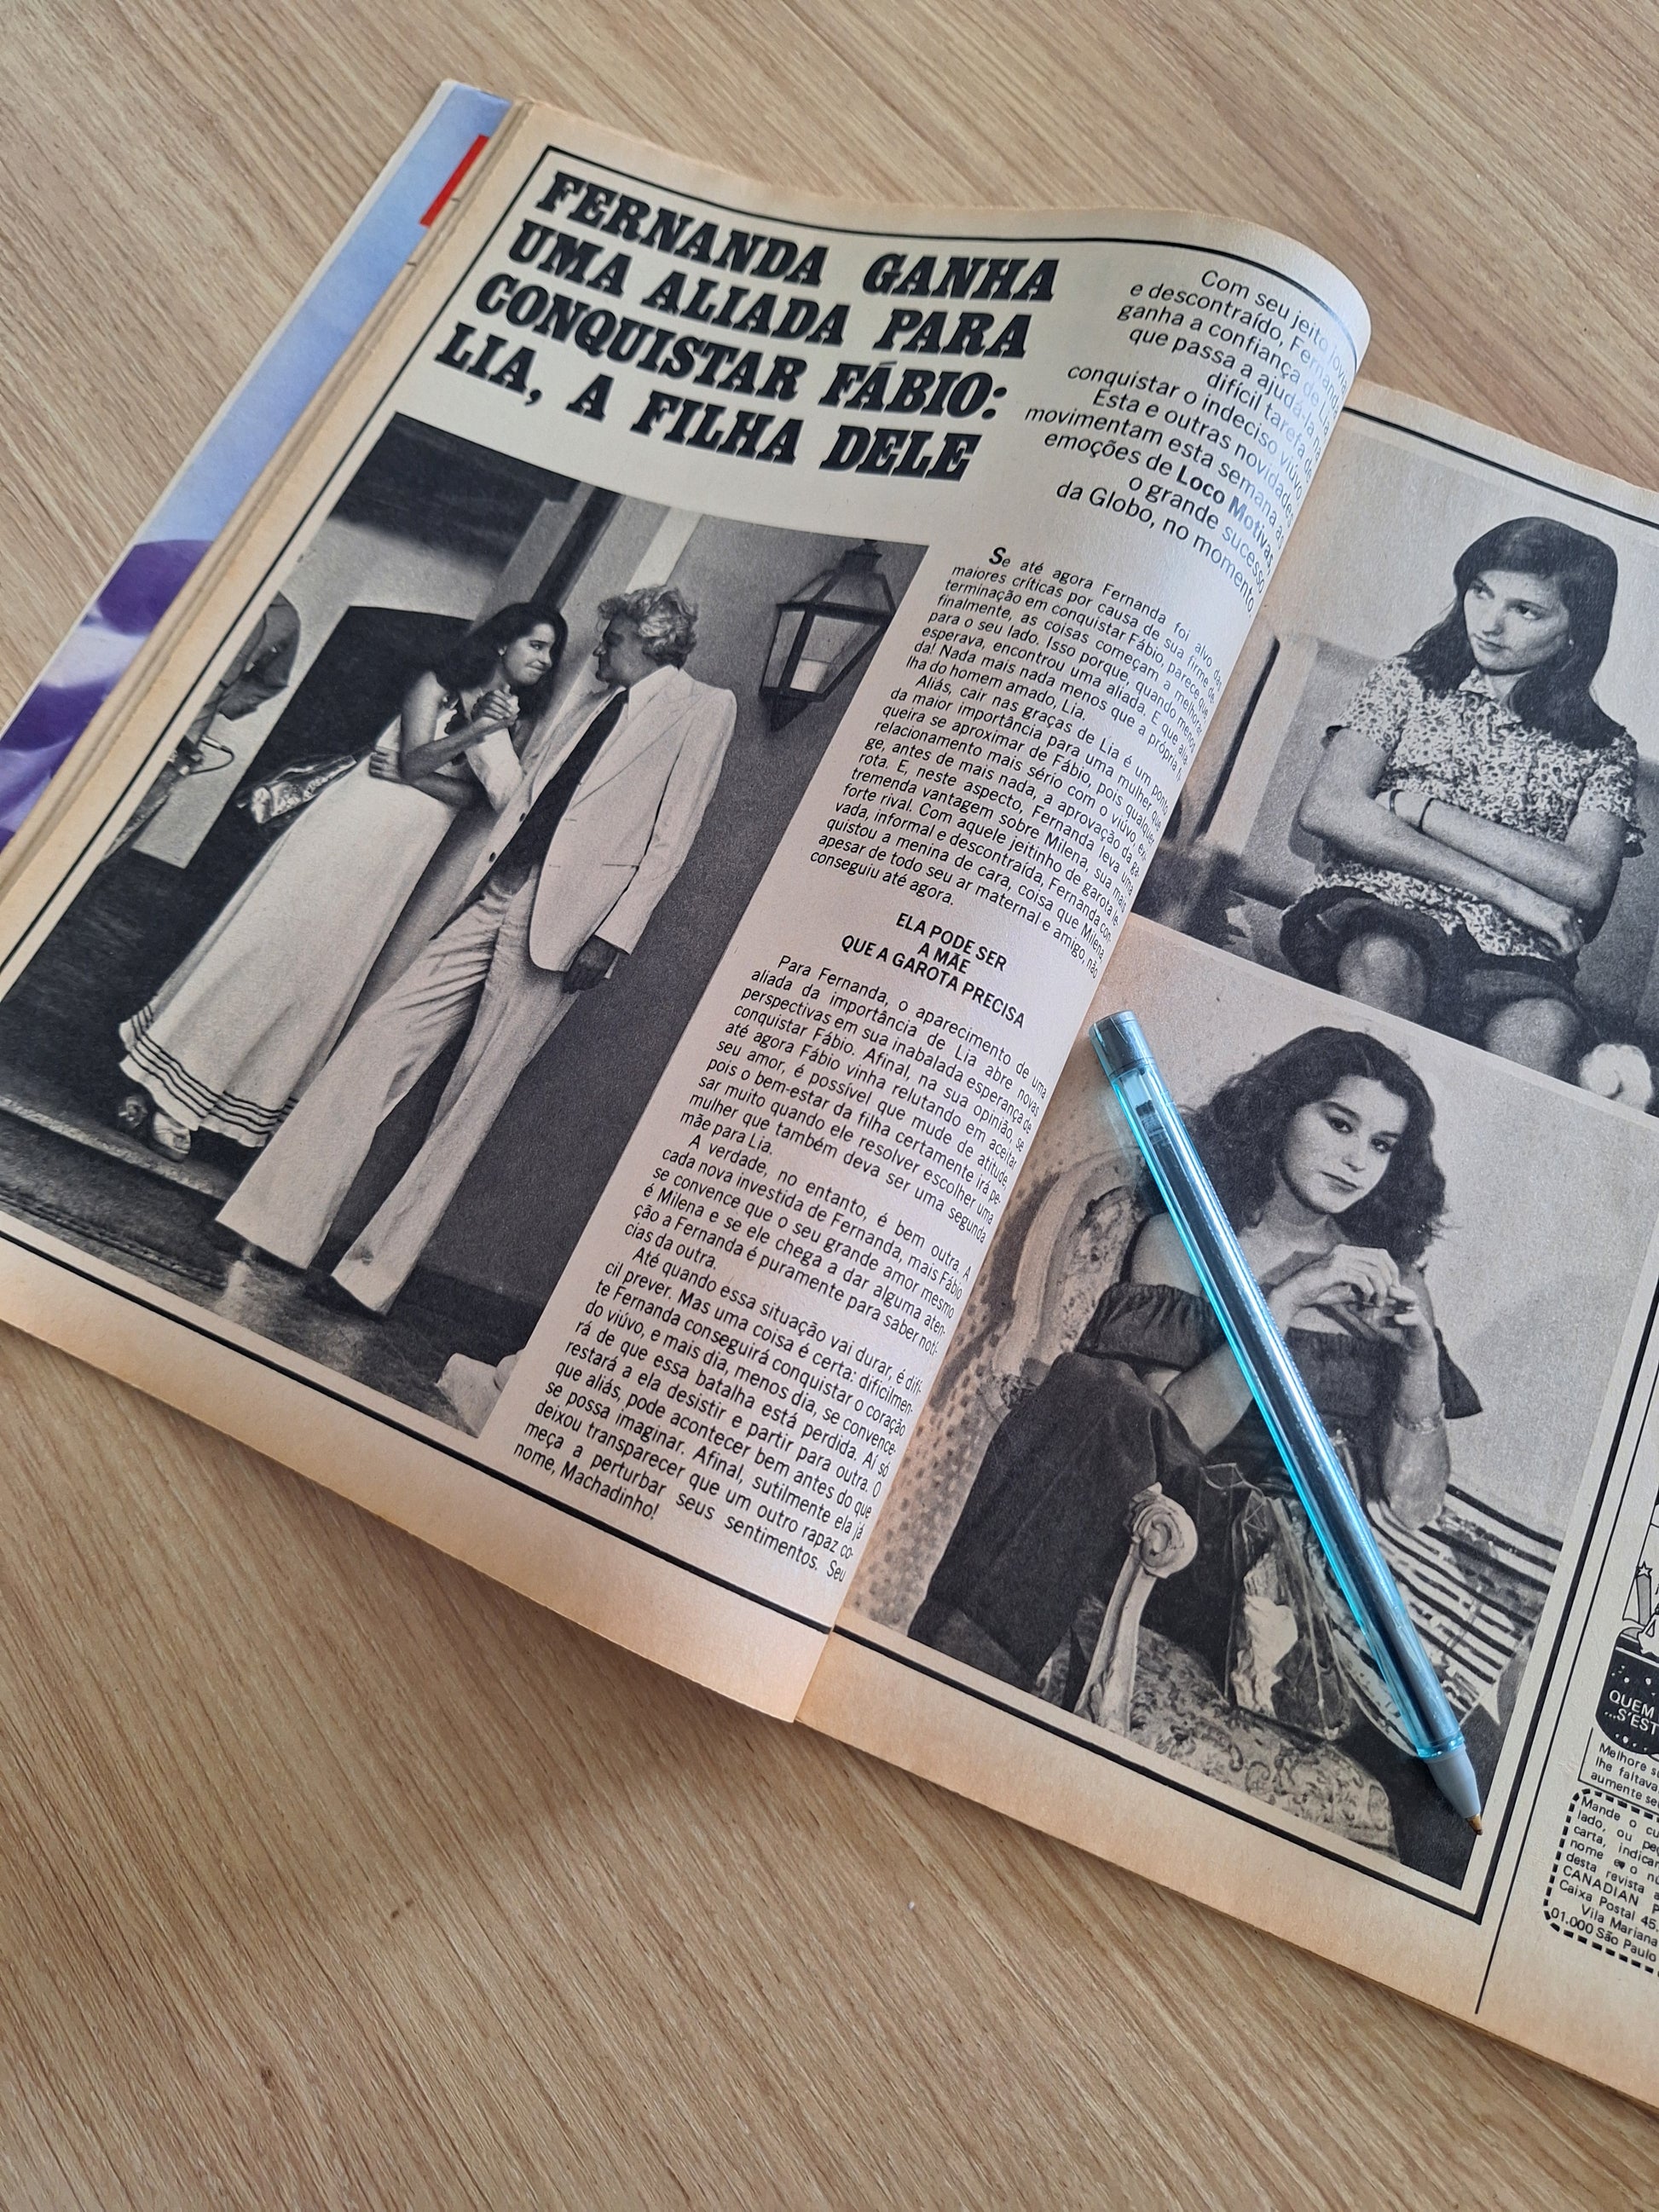 FERNANDA GANHA
UMA ALIADA PARA
CONQUISTAR FÁBIO:
LIA, A FILHA DELE
Com seu jeito jovial
e descontraído, Fernanda
ganha a confiança de Lia
que passa a ajudá-la na
difícil tarefa de
conquistar o indeciso viúvo.
Esta e outras novidades
movimentam esta semana as
emoções de Loco Motivas,
o grande sucesso
da Globo, no momento.
Se até agora Fernanda foi alvo das
maiores críticas por causa de sua firme de-
terminação em conquistar Fábio, parece que,
finalmente, as coisas começam a melhorar
para o seu lado. Isso porque, quando menos
esperava, encontrou uma aliada. E que alia-
da! Nada mais nada menos que a própria fi-
lha do homem amado, Lia.
Aliás, cair nas graças de Lia é um ponto
da maior importância para uma mulher que
queira se aproximar de Fábio, pois qualquer
relacionamento mais sério com o viúvo, exi-
ge, antes de mais nada, a aprovação da ga-
rota. E, neste aspecto, Fernanda leva uma
tremenda vantagem sobre Milena, sua mais
forte rival. Com aquele jeitinho de garota le-
vada, informal e descontraída, Fernanda con-
quistou a menina de cara, coisa que Milena,
apesar de todo seu ar maternal e amigo, não
conseguiu até agora.
ELA PODE SER
A MÃE
QUE A GAROTA PRECISA
Para Fernanda, o aparecimento de uma
aliada da importância de Lia abre novas
perspectivas em sua inabalada esperança de
conquistar Fábio. Afinal, na sua opinião, se
até agora Fábio vinha relutando em aceitar
seu amor, é possível que mude de atitude,
pois o bem-estar da filha certamente irá pe-
sar muito quando ele resolver escolher uma
mulher que também deva ser uma segunda
mãe para Lia.
A verdade, no entanto, é bem outra. A
cada nova investida de Fernanda, mais Fábio
se convence que o seu grande amor mesmo
é Milena e se ele chega a dar alguma aten-
ção a Fernanda é puramente para saber notí-
cias da outra.
Até quando essa situação vai durar, é difí-
cil prever. Mas uma coisa é certa: dificilmen-
te Fernanda conseguirá conquistar o coração
do viúvo, e mais dia, menos dia, se convence-
rá de que essa batalha está perdida. Aí só
restará a ela desistir e partir para outra. O
que aliás, pode acontecer bem antes do que
se possa imaginar. Afinal, sutilmente ela já
deixou transparecer que um outro rapaz co-
meça a perturbar seus sentimentos. Seu
nome, Machadinho!
QUEM
...S'EST
Melhore
lhe faltava
aumente
Mande o
lado, ou
carta,
nome e o
desta revista
CANADIAN
Caixa Postal 45.
Vila Mariana
01.000 São Paulo